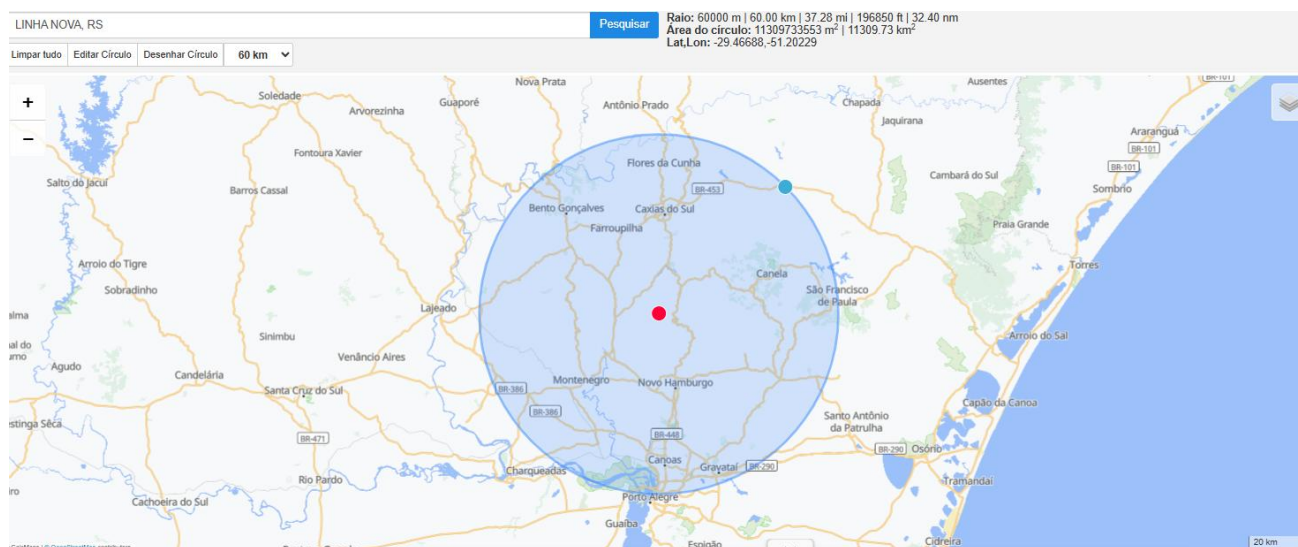 LINHA NOVA, RS
Pesquisar
Raio: 60000 m | 60.00 km | 37.28 mi | 196850 ft | 32.40 nm
Área do círculo: 11309733553 m² | 11309.73 km²
Lat,Lon: -29.46688,-51.20229
Limpar tudo Editar Círculo Desenhar Círculo 60 km
+
−
Nova Prata
Ausentes
BR-101
Soledade
Guaporé
Antônio Prado
Chapada
Arvorezinha
Jaquirana
Araranguá
BR-101
Fontoura Xavier
Flores da Cunha
BR-101
Cambará do Sul
Salto do Jacuí
Barros Cassal
BR-453
Sombrio
Bento Gonçalves
Caxias do Sul
Praia Grande
Farroupilha
Arroio do Tigre
Canela
Torres
Sobradinho
São Francisco
de Paula
Lajeado
alma
Sinimbu
Arroio do Sal
al do
Venâncio Aires
Agudo
Candelária
Montenegro
Novo Hamburgo
Santa Cruz do Sul
BR-386
Capão da Canoa
BR-386
Santo Antônio
da Patrulha
estinga Sêca
BR-471
BR-448
BR-290
Osório
Canoas
Charqueadas
Gravataí
BR-290
Rio Pardo
Tramandaí
ro
Cachoeira do Sul
Porto Alegre
Guaíba
Cidreira
Espigão
20 km